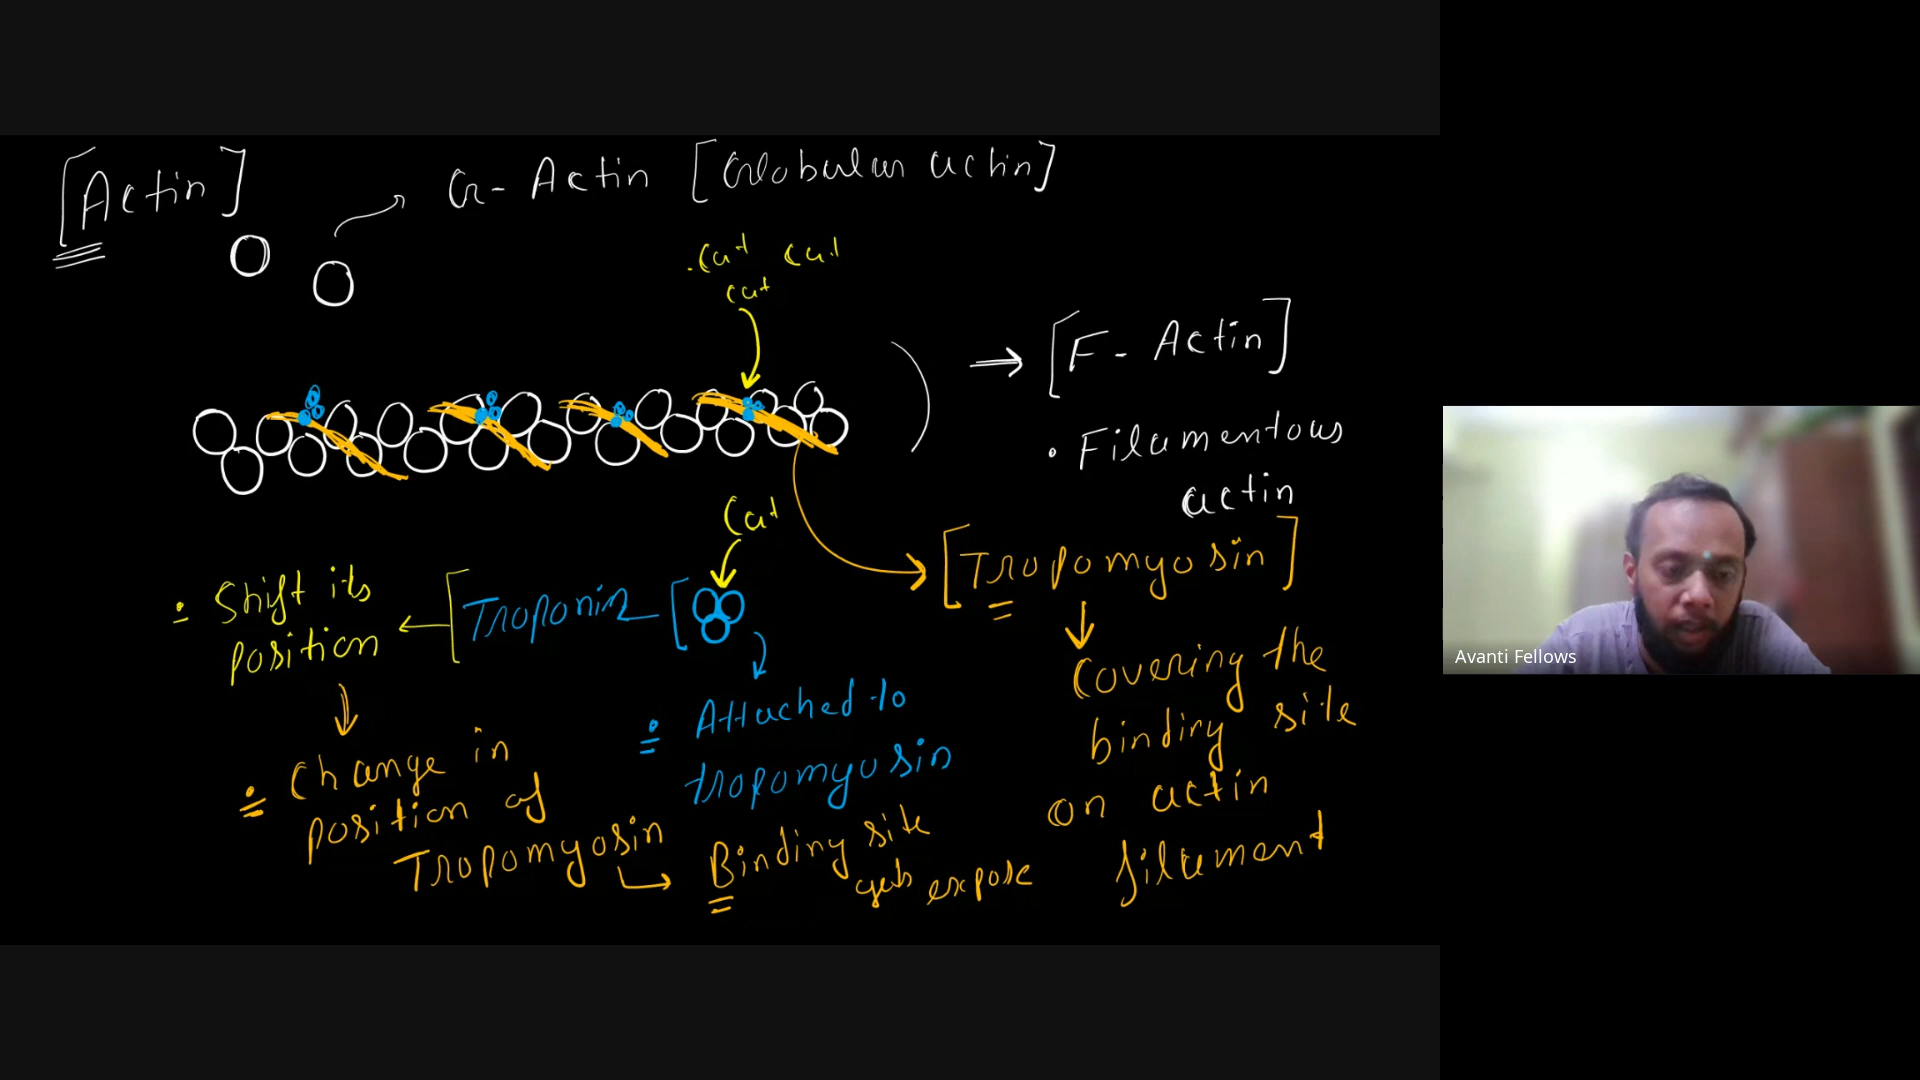 [Actin]
G-Actin [Globular actin]
Ca+ Ca+
Ca+
[F-Actin]
• Filamentous
actin
Ca+
[Tropomyosin]
Shift its
position
[Troponin [
Covering the
binding site
on actin
filament
Attached to
tropomyosin
Change in
position of
Tropomyosin
Binding site
gets expose
Avanti Fellows